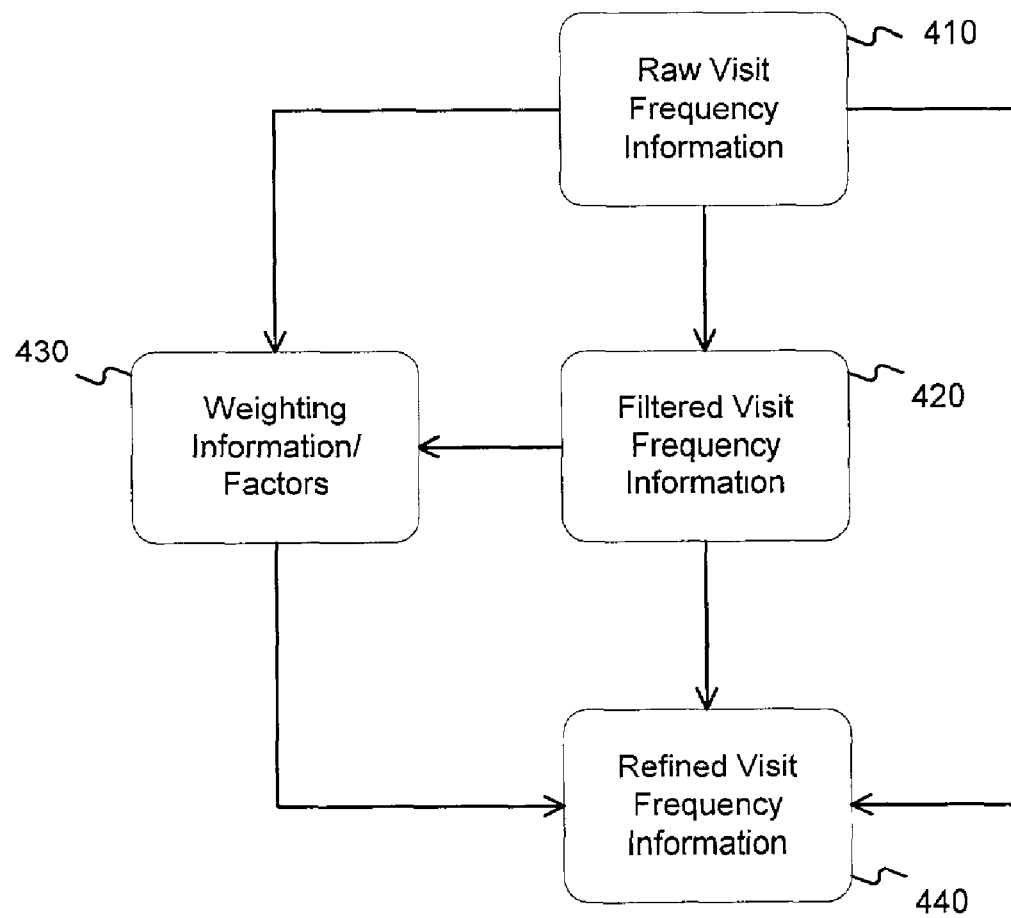 410
Raw Visit
Frequency
Information
430
Weighting
Information/
Factors
Filtered Visit
Frequency
Information
420
Refined Visit
Frequency
Information
440